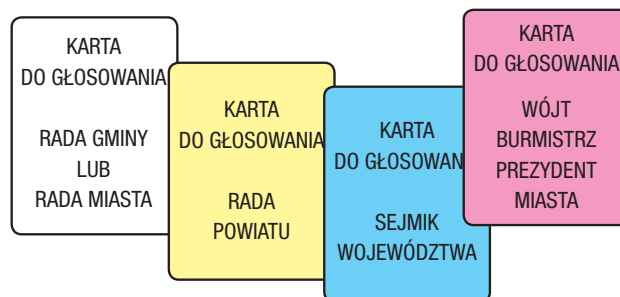 KARTA
DO GŁOSOWANIA
RADA GMINY
LUB
RADA MIASTA
KARTA
DO GŁOSOWANIA
RADA
POWIATU
KARTA
DO GŁOSOWAN
SEJMIK
WOJEWÓDZTWA
KARTA
DO GŁOSOWANIA
WÓJT
BURMISTRZ
PREZYDENT
MIASTA